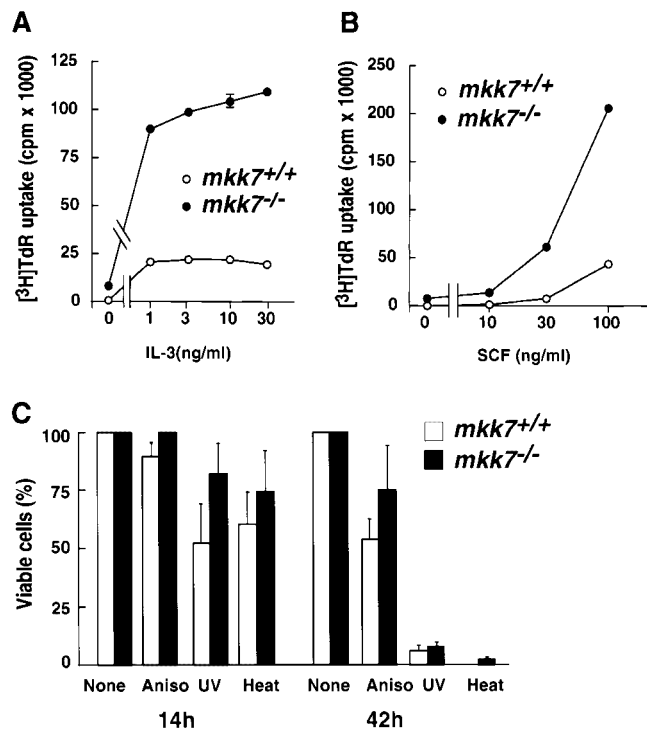 A
[³H]TdR uptake (cpm x 1000)
125
100
75
50
25
0
mkk7+/+
mkk7-/-
0 1 3 10 30
IL-3(ng/ml)
B
[³H]TdR uptake (cpm x 1000)
250
200
150
100
50
0
mkk7+/+
mkk7-/-
0 10 30 100
SCF (ng/ml)
C
Viable cells (%)
100
75
50
25
0
mkk7+/+
mkk7-/-
None Aniso UV Heat None Aniso UV Heat
14h 42h